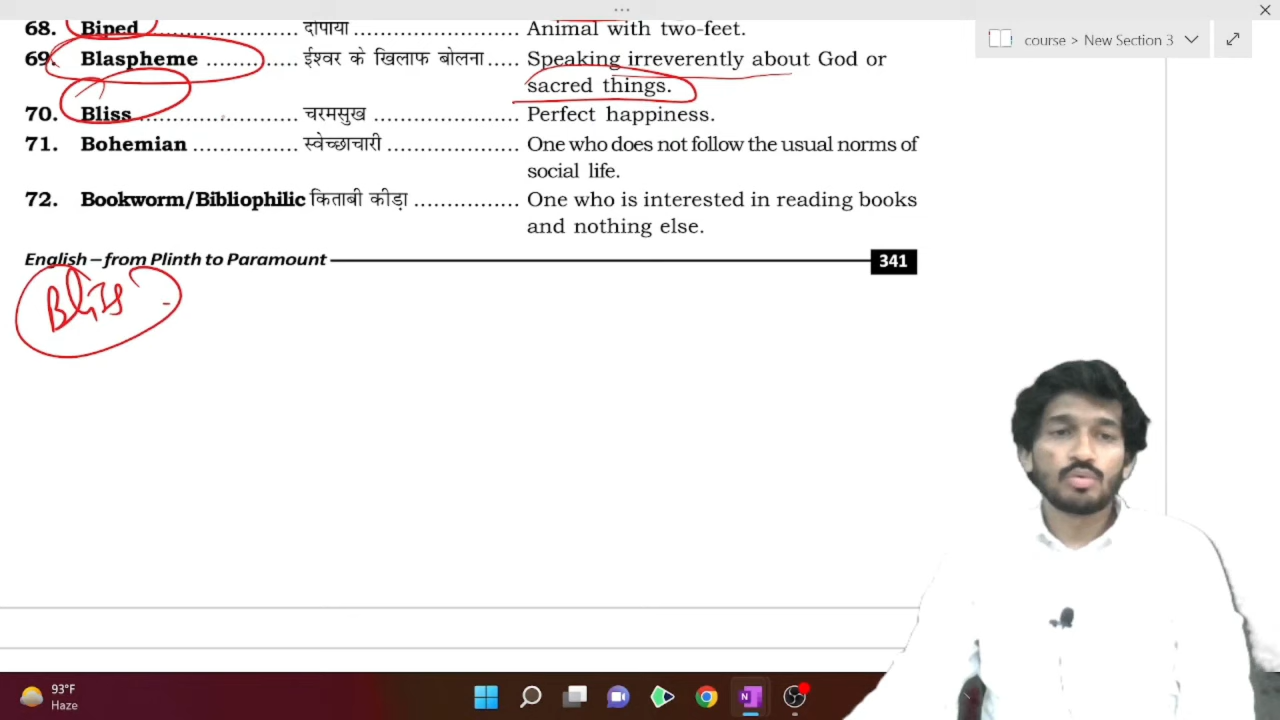 course > New Section 3
68. Biped ........................ दोपाया ......................... Animal with two-feet.
69. Blaspheme .............. ईश्वर के खिलाफ बोलना ..... Speaking irreverently about God or
sacred things.
70. Bliss ........................ चरमसुख ...................... Perfect happiness.
71. Bohemian ................ स्वेच्छाचारी .................... One who does not follow the usual norms of
social life.
72. Bookworm/Bibliophilic किताबी कीड़ा ................ One who is interested in reading books
and nothing else.
English – from Plinth to Paramount 341
Bliss
93°F
Haze